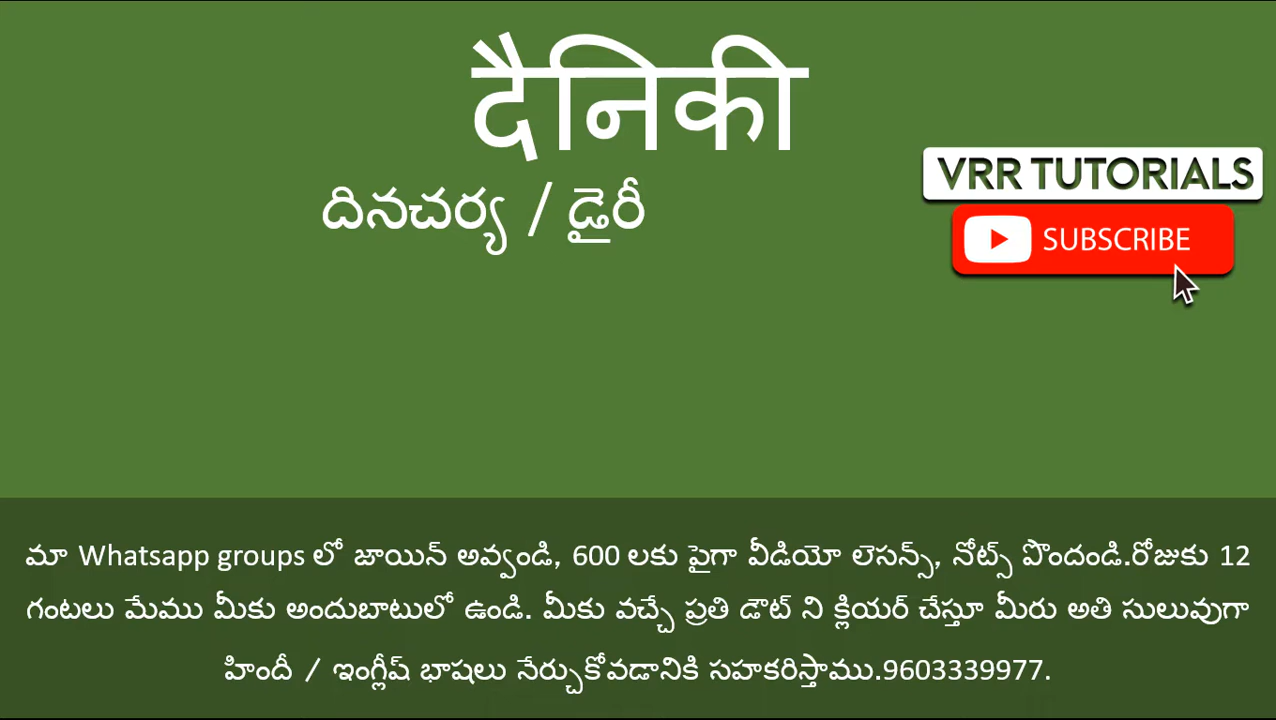 दैनिकी
దినచర్య / డైరీ
VRR TUTORIALS
SUBSCRIBE
మా Whatsapp groups లో జాయిన్ అవ్వండి, 600 లకు పైగా వీడియో లెసన్స్, నోట్స్ పొందండి.రోజుకు 12
గంటలు మేము మీకు అందుబాటులో ఉండి. మీకు వచ్చే ప్రతి డౌట్ ని క్లియర్ చేస్తూ మీరు అతి సులువుగా
హిందీ / ఇంగ్లీష్ భాషలు నేర్చుకోవడానికి సహకరిస్తాము.9603339977.